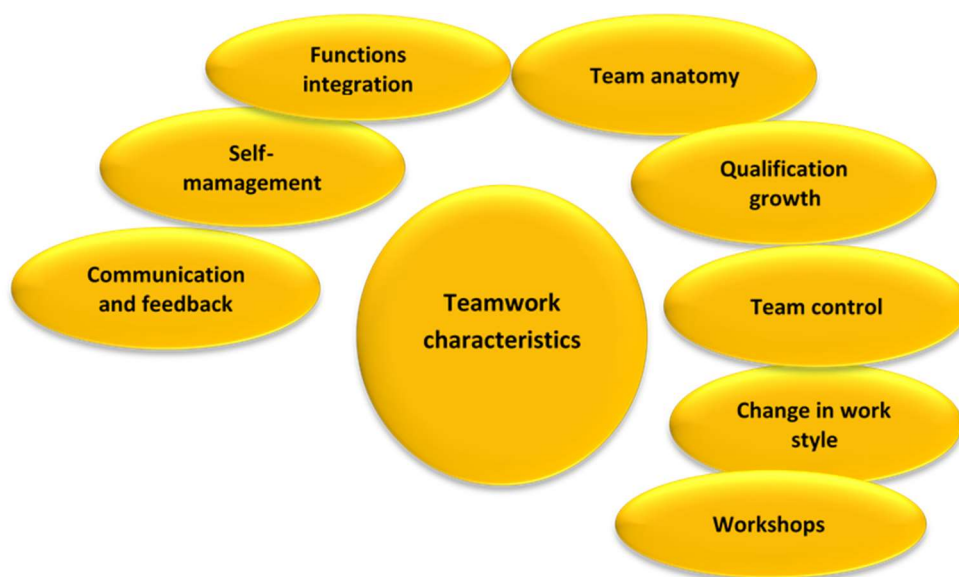 Functions
integration
Team anatomy
Self-
mamagement
Qualification
growth
Communication
and feedback
Teamwork
characteristics
Team control
Change in work
style
Workshops